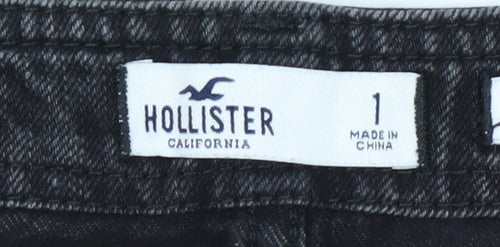 HOLLISTER
CALIFORNIA
1
MADE IN
CHINA